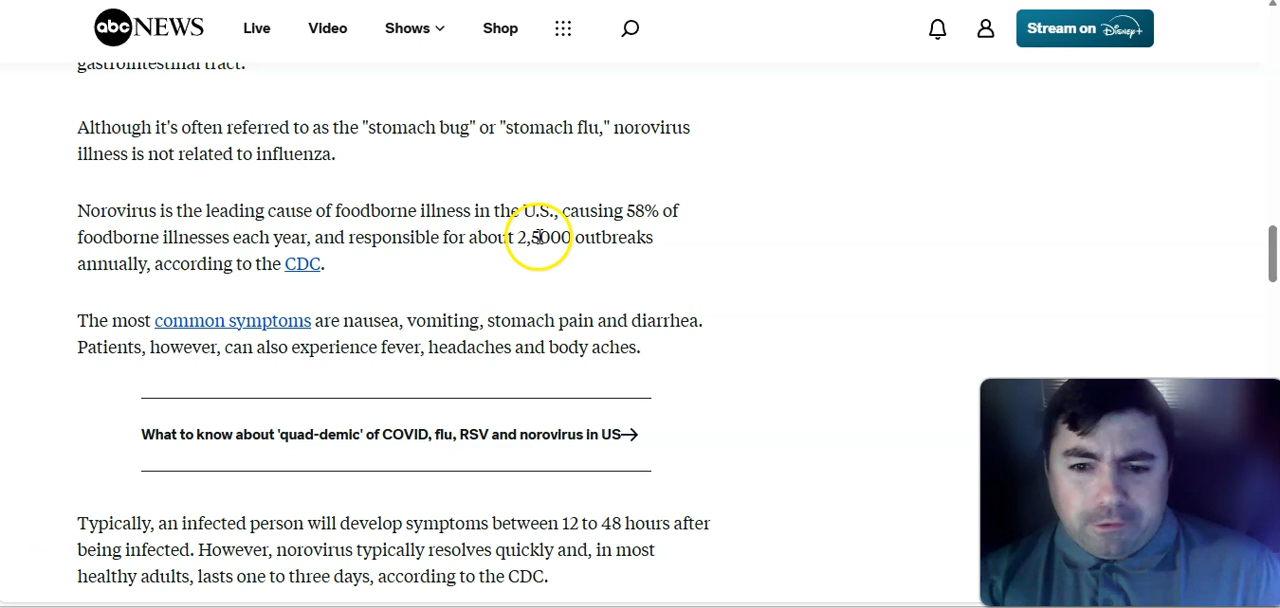 abc NEWS Live Video Shows Shop Stream on Disney+
gastrointestinal tract.
Although it's often referred to as the "stomach bug" or "stomach flu," norovirus
illness is not related to influenza.
Norovirus is the leading cause of foodborne illness in the U.S., causing 58% of
foodborne illnesses each year, and responsible for about 2,5000 outbreaks
annually, according to the CDC.
The most common symptoms are nausea, vomiting, stomach pain and diarrhea.
Patients, however, can also experience fever, headaches and body aches.
What to know about 'quad-demic' of COVID, flu, RSV and norovirus in US
Typically, an infected person will develop symptoms between 12 to 48 hours after
being infected. However, norovirus typically resolves quickly and, in most
healthy adults, lasts one to three days, according to the CDC.